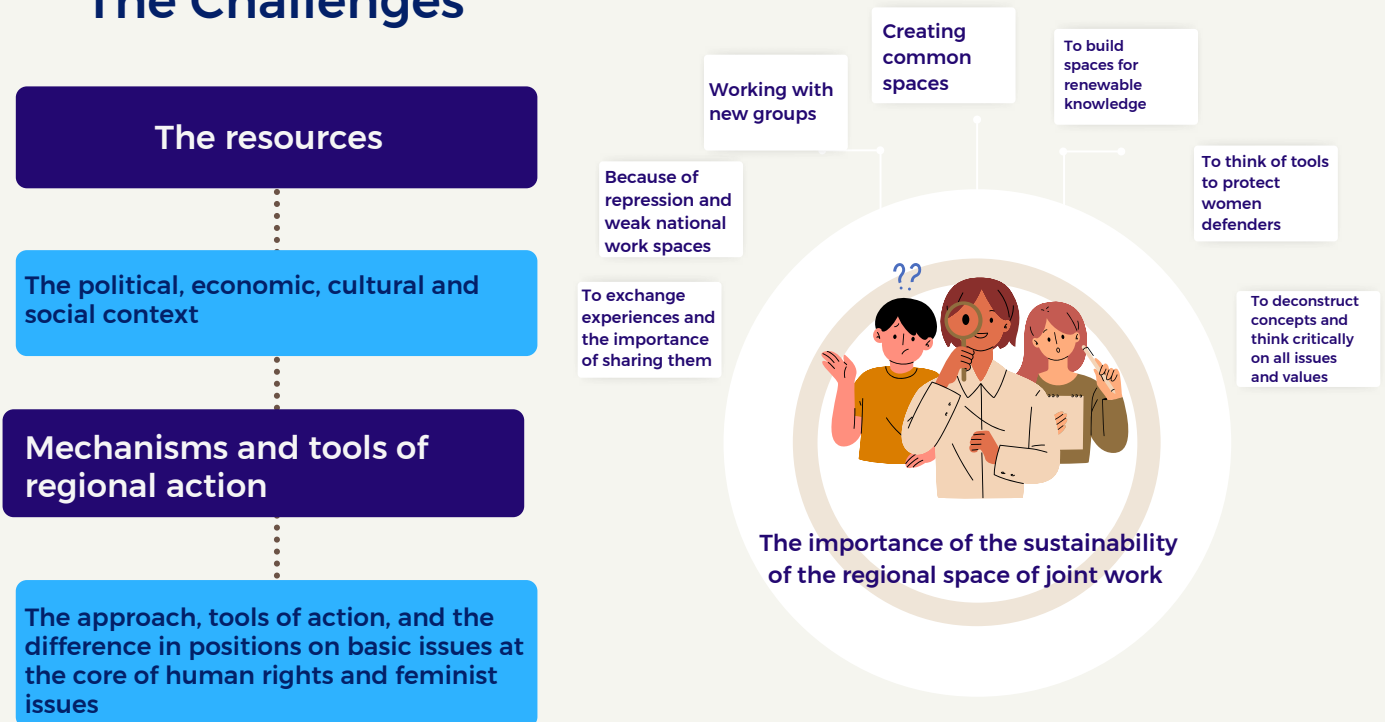 The Challenges
The resources
The political, economic, cultural and
social context
Mechanisms and tools of
regional action
The approach, tools of action, and the
difference in positions on basic issues at
the core of human rights and feminist
issues
To exchange
experiences and
the importance
of sharing them
Because of
repression and
weak national
work spaces
Working with
new groups
Creating
common
spaces
To build
spaces for
renewable
knowledge
To think of tools
to protect
women
defenders
To deconstruct
concepts and
think critically
on all issues
and values
??
The importance of the sustainability
of the regional space of joint work